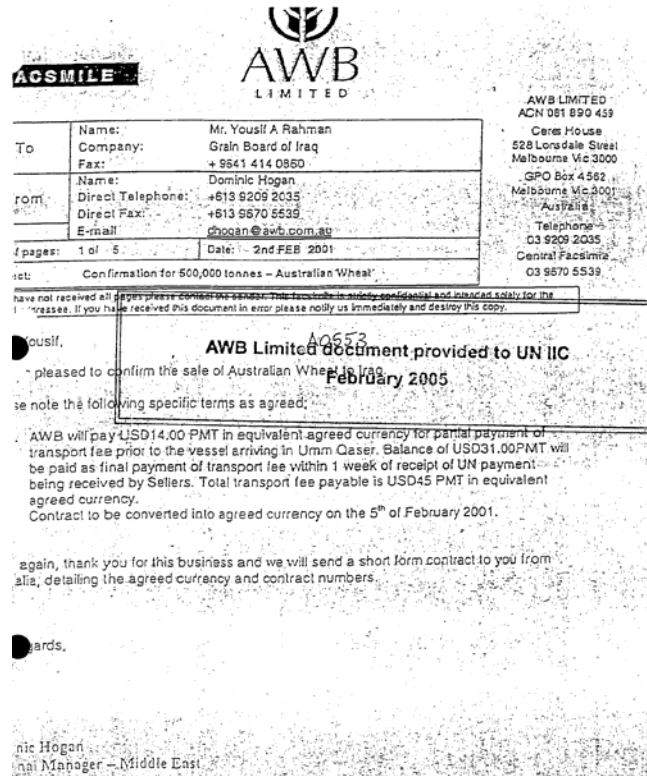 ACSMILE
AWB
LIMITED
AWB LIMITED
ACN 081 890 459
Ceres House
528 Lonsdale Street
Melbourne Vic 3000
GPO Box 4562
Melbourne Vic 3001
Australia
Telephone
03 9209 2035
Central Facsimile
03 9670 5539
To
Name: Mr. Yousif A Rahman
Company: Grain Board of Iraq
Fax: + 9641 414 0860
rom
Name: Dominic Hogan
Direct Telephone: +613 9209 2035
Direct Fax: +613 9670 5539
E-mail dhogan@awb.com.au
f pages: 1 of 5 Date: 2nd FEB 2001
ect: Confirmation for 500,000 tonnes – Australian Wheat
have not received all pages please contact the sender. This facsimile is strictly confidential and intended solely for the
ressee. If you have received this document in error please notify us immediately and destroy this copy.
A0553
AWB Limited document provided to UN IIC
February 2005
ousif,
pleased to confirm the sale of Australian Wheat to Iraq.
se note the following specific terms as agreed;
AWB will pay USD14.00 PMT in equivalent agreed currency for partial payment of
transport fee prior to the vessel arriving in Umm Qaser. Balance of USD31.00PMT will
be paid as final payment of transport fee within 1 week of receipt of UN payment
being received by Sellers. Total transport fee payable is USD45 PMT in equivalent
agreed currency.
Contract to be converted into agreed currency on the 5th of February 2001.
again, thank you for this business and we will send a short form contract to you from
alia, detailing the agreed currency and contract numbers.
ards,
nic Hogan
nal Manager – Middle East